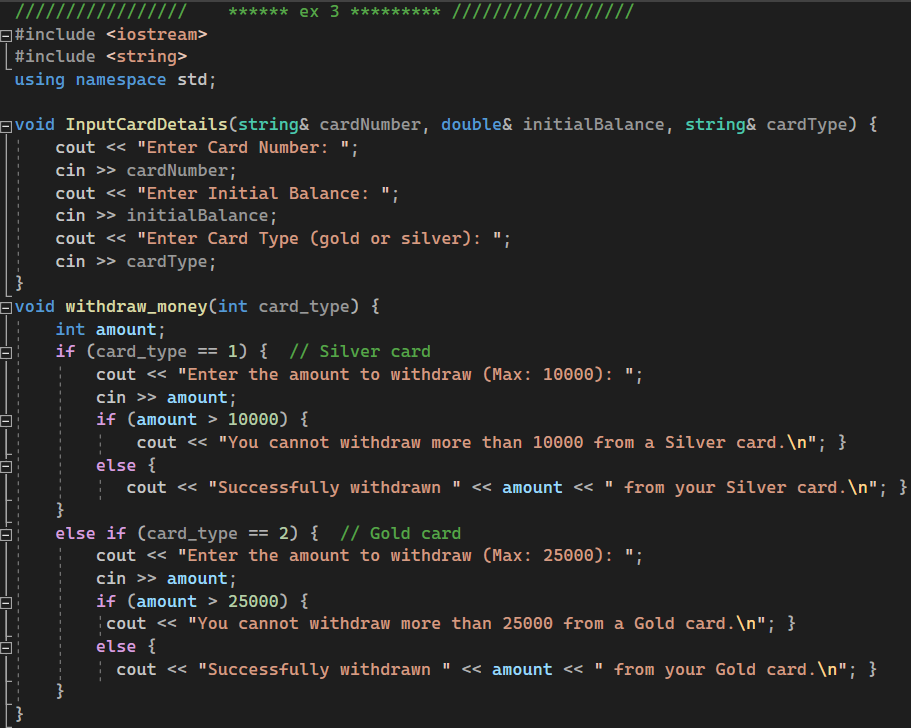 /////////////////    ****** ex 3 ********* //////////////////
#include <iostream>
#include <string>
using namespace std;

void InputCardDetails(string& cardNumber, double& initialBalance, string& cardType) {
    cout << "Enter Card Number: ";
    cin >> cardNumber;
    cout << "Enter Initial Balance: ";
    cin >> initialBalance;
    cout << "Enter Card Type (gold or silver): ";
    cin >> cardType;
}
void withdraw_money(int card_type) {
    int amount;
    if (card_type == 1) {  // Silver card
        cout << "Enter the amount to withdraw (Max: 10000): ";
        cin >> amount;
        if (amount > 10000) {
            cout << "You cannot withdraw more than 10000 from a Silver card.\n"; }
        else {
           cout << "Successfully withdrawn " << amount << " from your Silver card.\n"; }
    }
    else if (card_type == 2) {  // Gold card
        cout << "Enter the amount to withdraw (Max: 25000): ";
        cin >> amount;
        if (amount > 25000) {
         cout << "You cannot withdraw more than 25000 from a Gold card.\n"; }
        else {
          cout << "Successfully withdrawn " << amount << " from your Gold card.\n"; }
    }
}